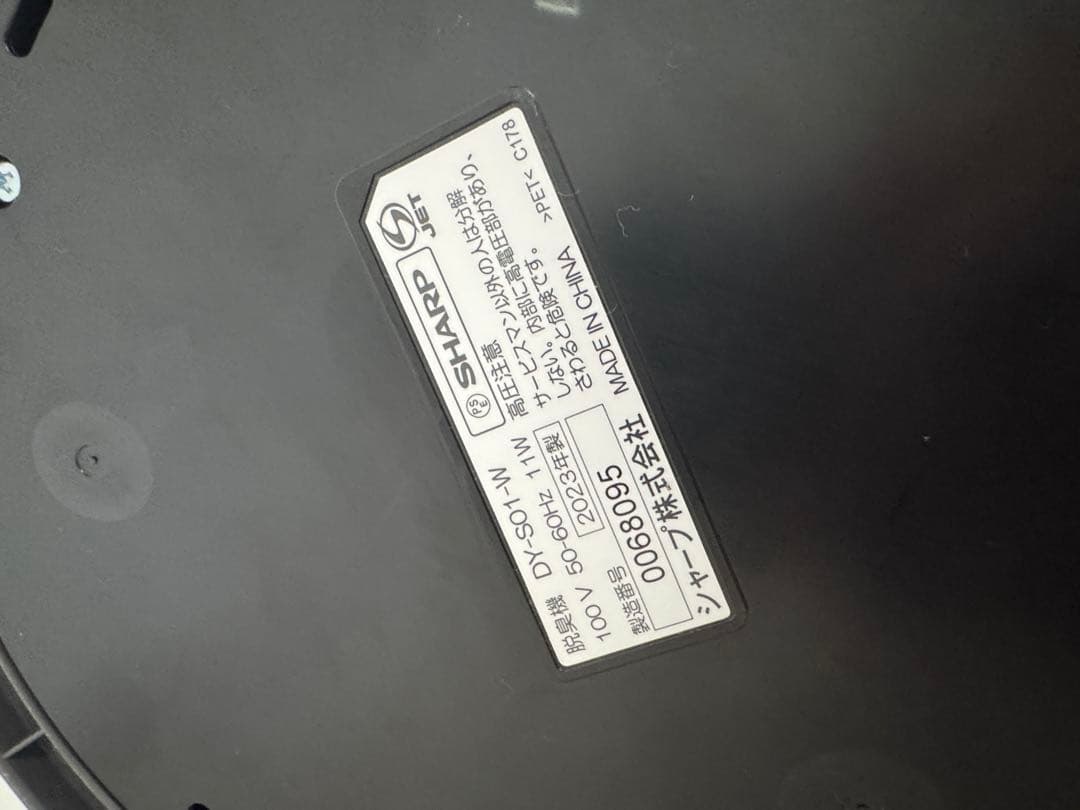 脱臭機 DY-S01-W
100V 50-60Hz 11W
2023年製
製造番号
0068095
シャープ株式会社
PSE SHARP
JET
高圧注意
サービスマン以外の人は分解
しない。内部に高電圧部があり、
さわると危険です。
MADE IN CHINA >PET< C178